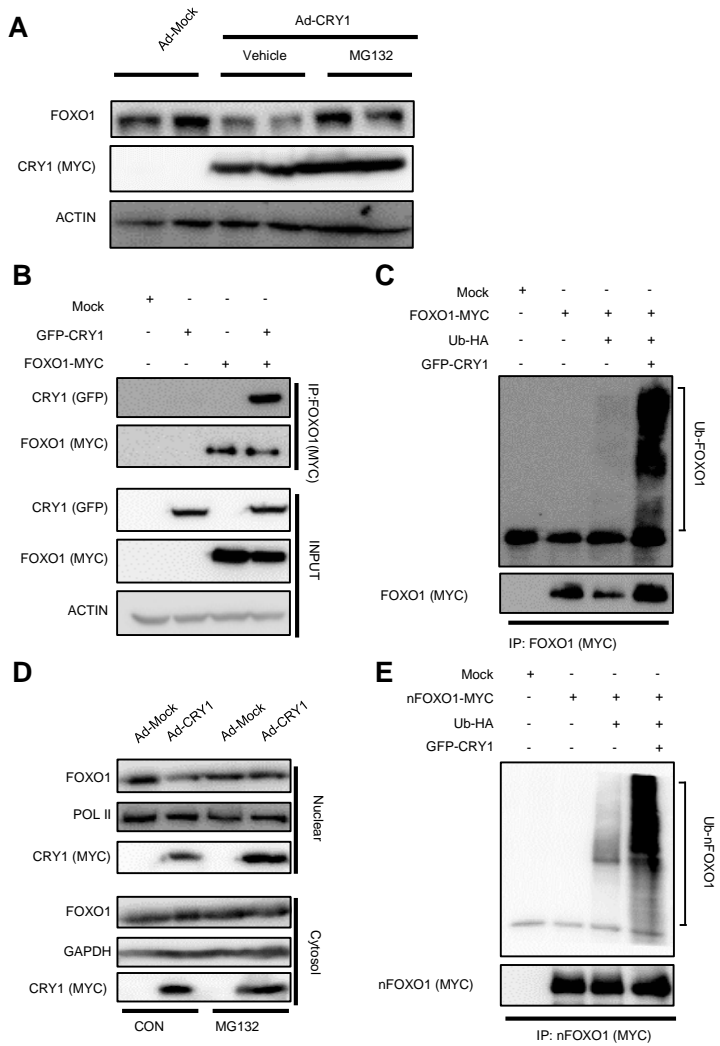 A
Ad-Mock
Ad-CRY1
Vehicle
MG132
FOXO1
CRY1 (MYC)
ACTIN
B
Mock + - - -
GFP-CRY1 - + - +
FOXO1-MYC - - + +
CRY1 (GFP)
FOXO1 (MYC)
IP:FOXO1(MYC)
CRY1 (GFP)
FOXO1 (MYC)
ACTIN
INPUT
C
Mock + - - -
FOXO1-MYC - + + +
Ub-HA - - + +
GFP-CRY1 - - - +
Ub-FOXO1
FOXO1 (MYC)
IP: FOXO1 (MYC)
D
Ad-Mock
Ad-CRY1
Ad-Mock
Ad-CRY1
FOXO1
POL II
CRY1 (MYC)
Nuclear
FOXO1
GAPDH
CRY1 (MYC)
Cytosol
CON
MG132
E
Mock + - - -
nFOXO1-MYC - + + +
Ub-HA - - + +
GFP-CRY1 - - - +
Ub-nFOXO1
nFOXO1 (MYC)
IP: nFOXO1 (MYC)